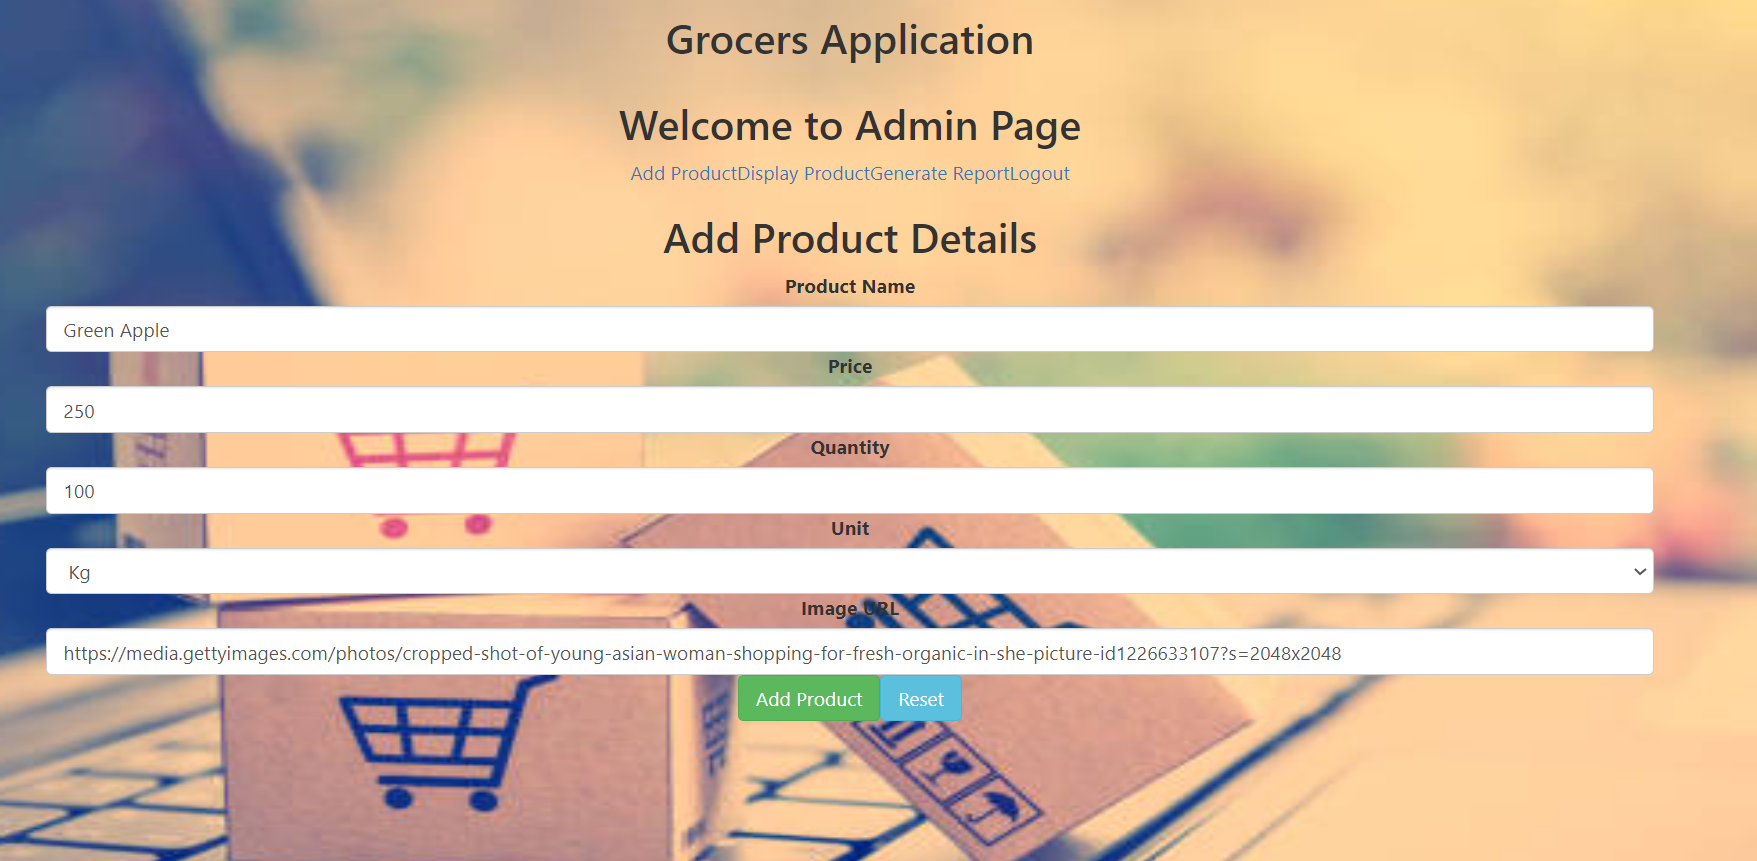 Grocers Application
Welcome to Admin Page
Add ProductDisplay ProductGenerate ReportLogout
Add Product Details
Product Name
Green Apple
Price
250
Quantity
100
Unit
Kg
Image URL
https://media.gettyimages.com/photos/cropped-shot-of-young-asian-woman-shopping-for-fresh-organic-in-she-picture-id1226633107?s=2048x2048
Add Product
Reset